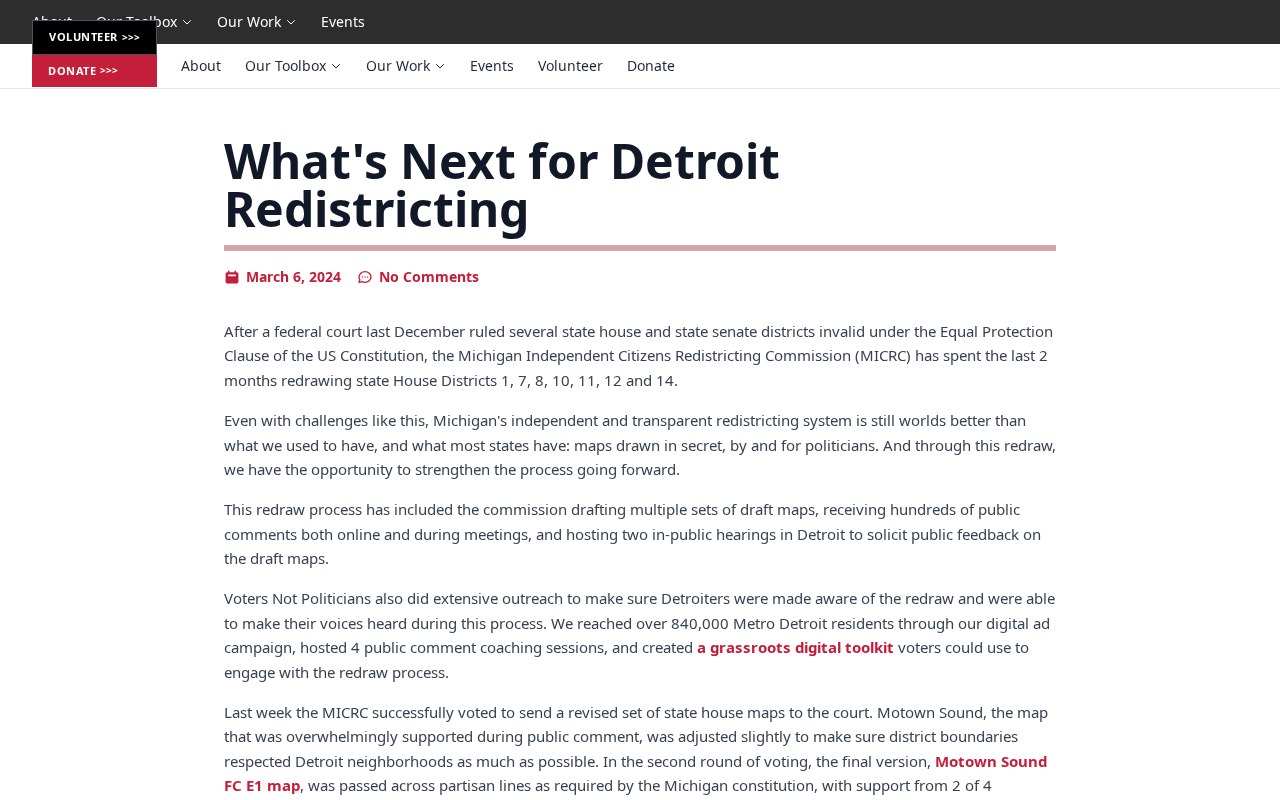 About Our Toolbox Our Work Events
VOLUNTEER >>>
DONATE >>>
About Our Toolbox Our Work Events Volunteer Donate
What's Next for Detroit
Redistricting
March 6, 2024 No Comments
After a federal court last December ruled several state house and state senate districts invalid under the Equal Protection
Clause of the US Constitution, the Michigan Independent Citizens Redistricting Commission (MICRC) has spent the last 2
months redrawing state House Districts 1, 7, 8, 10, 11, 12 and 14.
Even with challenges like this, Michigan's independent and transparent redistricting system is still worlds better than
what we used to have, and what most states have: maps drawn in secret, by and for politicians. And through this redraw,
we have the opportunity to strengthen the process going forward.
This redraw process has included the commission drafting multiple sets of draft maps, receiving hundreds of public
comments both online and during meetings, and hosting two in-public hearings in Detroit to solicit public feedback on
the draft maps.
Voters Not Politicians also did extensive outreach to make sure Detroiters were made aware of the redraw and were able
to make their voices heard during this process. We reached over 840,000 Metro Detroit residents through our digital ad
campaign, hosted 4 public comment coaching sessions, and created a grassroots digital toolkit voters could use to
engage with the redraw process.
Last week the MICRC successfully voted to send a revised set of state house maps to the court. Motown Sound, the map
that was overwhelmingly supported during public comment, was adjusted slightly to make sure district boundaries
respected Detroit neighborhoods as much as possible. In the second round of voting, the final version, Motown Sound
FC E1 map, was passed across partisan lines as required by the Michigan constitution, with support from 2 of 4